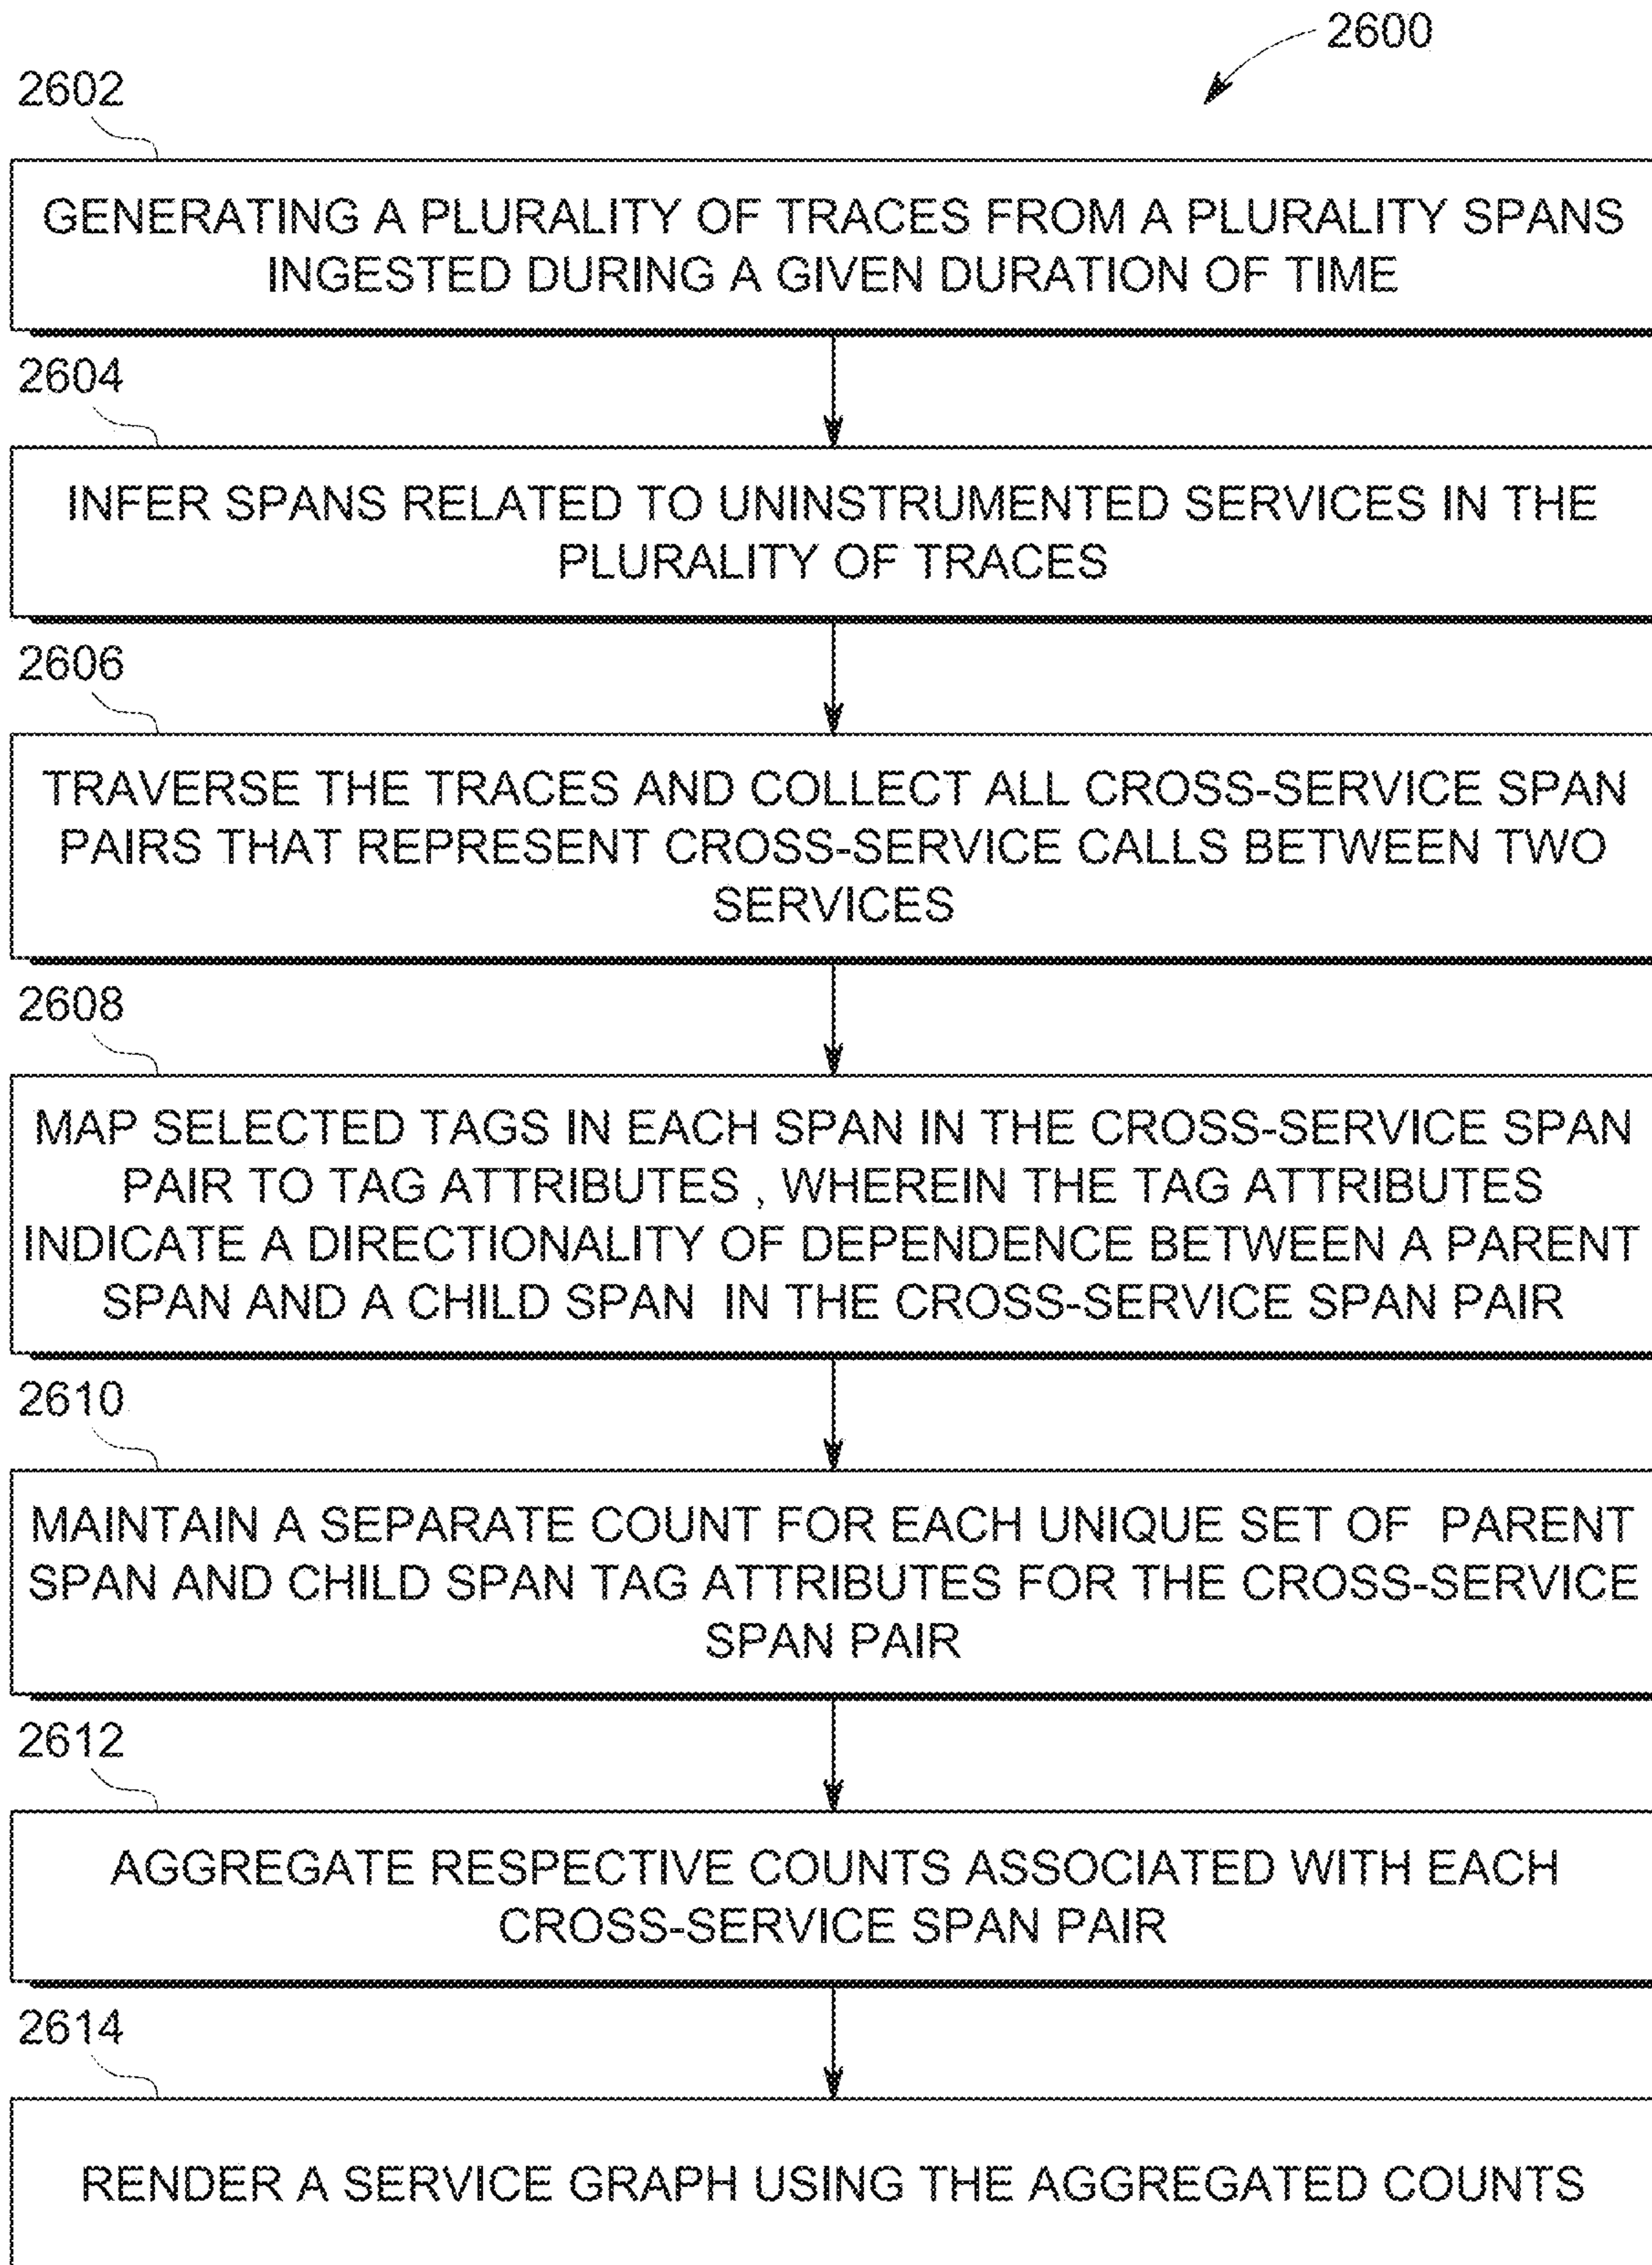 2600
2602
GENERATING A PLURALITY OF TRACES FROM A PLURALITY SPANS
INGESTED DURING A GIVEN DURATION OF TIME
2604
INFER SPANS RELATED TO UNINSTRUMENTED SERVICES IN THE
PLURALITY OF TRACES
2606
TRAVERSE THE TRACES AND COLLECT ALL CROSS-SERVICE SPAN
PAIRS THAT REPRESENT CROSS-SERVICE CALLS BETWEEN TWO
SERVICES
2608
MAP SELECTED TAGS IN EACH SPAN IN THE CROSS-SERVICE SPAN
PAIR TO TAG ATTRIBUTES , WHEREIN THE TAG ATTRIBUTES
INDICATE A DIRECTIONALITY OF DEPENDENCE BETWEEN A PARENT
SPAN AND A CHILD SPAN IN THE CROSS-SERVICE SPAN PAIR
2610
MAINTAIN A SEPARATE COUNT FOR EACH UNIQUE SET OF PARENT
SPAN AND CHILD SPAN TAG ATTRIBUTES FOR THE CROSS-SERVICE
SPAN PAIR
2612
AGGREGATE RESPECTIVE COUNTS ASSOCIATED WITH EACH
CROSS-SERVICE SPAN PAIR
2614
RENDER A SERVICE GRAPH USING THE AGGREGATED COUNTS